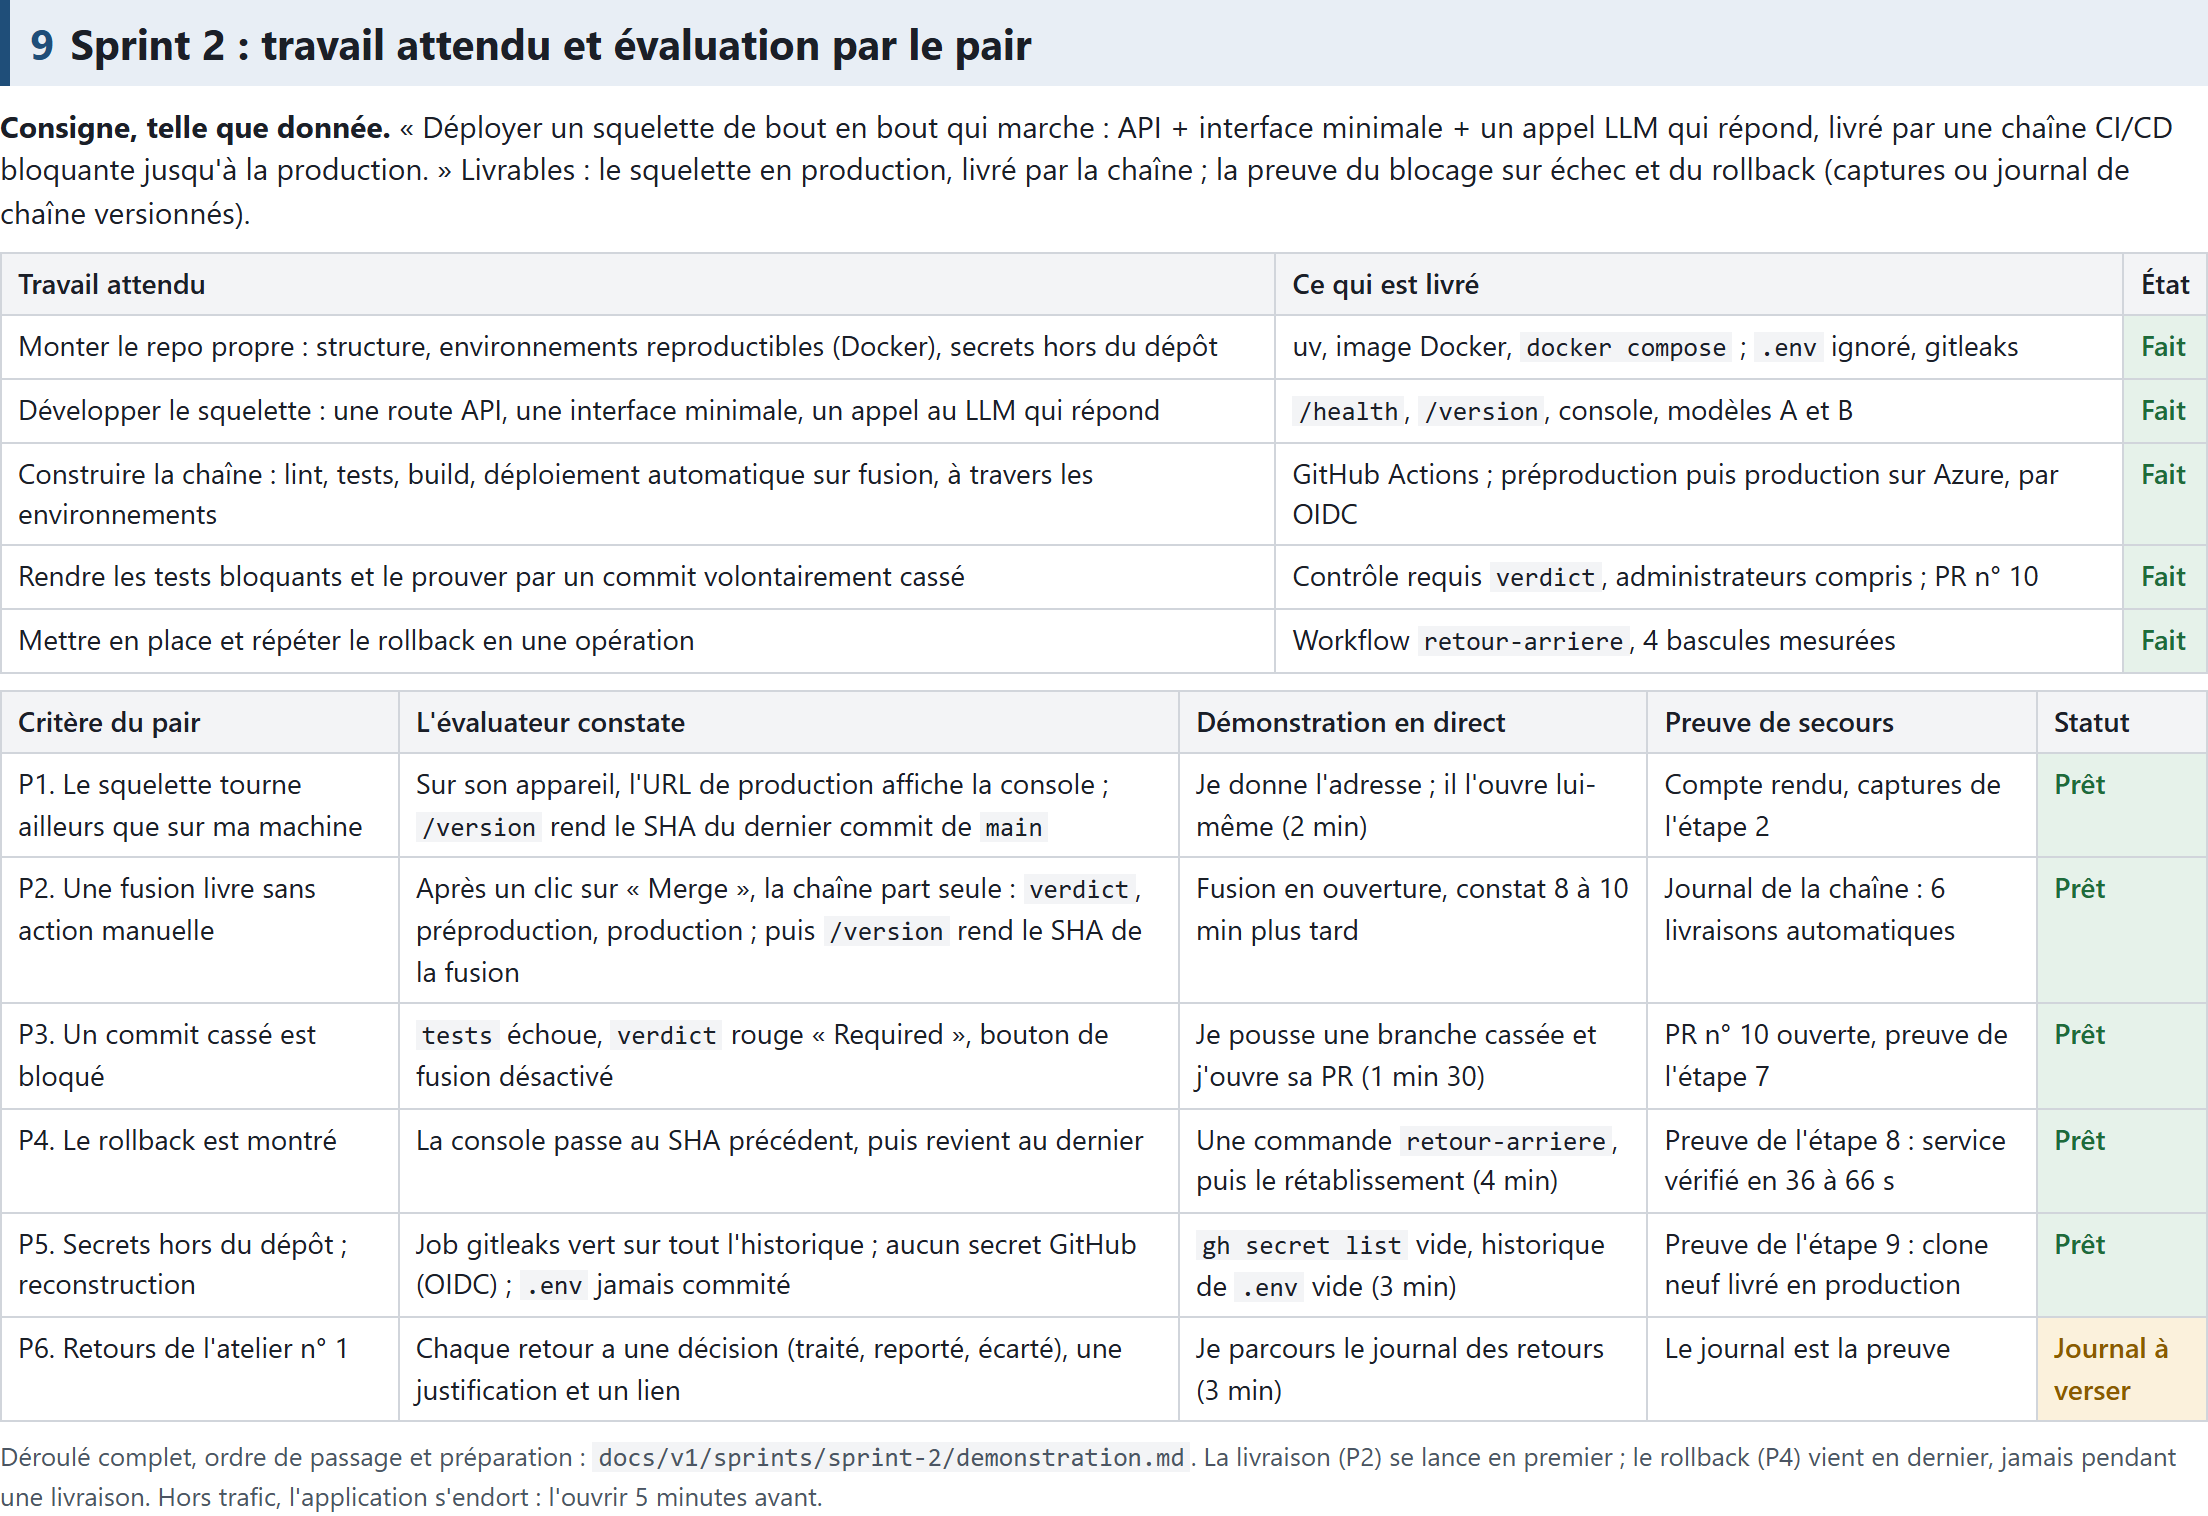 9 Sprint 2 : travail attendu et évaluation par le pair
Consigne, telle que donnée. « Déployer un squelette de bout en bout qui marche : API + interface minimale + un appel LLM qui répond, livré par une chaîne CI/CD
bloquante jusqu'à la production. » Livrables : le squelette en production, livré par la chaîne ; la preuve du blocage sur échec et du rollback (captures ou journal de
chaîne versionnés).
Travail attendu
Ce qui est livré
État
Monter le repo propre : structure, environnements reproductibles (Docker), secrets hors du dépôt
uv, image Docker, docker compose ; .env ignoré, gitleaks
Fait
Développer le squelette : une route API, une interface minimale, un appel au LLM qui répond
/health, /version, console, modèles A et B
Fait
Construire la chaîne : lint, tests, build, déploiement automatique sur fusion, à travers les
environnements
GitHub Actions ; préproduction puis production sur Azure, par
OIDC
Fait
Rendre les tests bloquants et le prouver par un commit volontairement cassé
Contrôle requis verdict, administrateurs compris ; PR n° 10
Fait
Mettre en place et répéter le rollback en une opération
Workflow retour-arriere, 4 bascules mesurées
Fait
Critère du pair
L'évaluateur constate
Démonstration en direct
Preuve de secours
Statut
P1. Le squelette tourne
ailleurs que sur ma machine
Sur son appareil, l'URL de production affiche la console ;
/version rend le SHA du dernier commit de main
Je donne l'adresse ; il l'ouvre lui-
même (2 min)
Compte rendu, captures de
l'étape 2
Prêt
P2. Une fusion livre sans
action manuelle
Après un clic sur « Merge », la chaîne part seule : verdict,
préproduction, production ; puis /version rend le SHA de
la fusion
Fusion en ouverture, constat 8 à 10
min plus tard
Journal de la chaîne : 6
livraisons automatiques
Prêt
P3. Un commit cassé est
bloqué
tests échoue, verdict rouge « Required », bouton de
fusion désactivé
Je pousse une branche cassée et
j'ouvre sa PR (1 min 30)
PR n° 10 ouverte, preuve de
l'étape 7
Prêt
P4. Le rollback est montré
La console passe au SHA précédent, puis revient au dernier
Une commande retour-arriere,
puis le rétablissement (4 min)
Preuve de l'étape 8 : service
vérifié en 36 à 66 s
Prêt
P5. Secrets hors du dépôt ;
reconstruction
Job gitleaks vert sur tout l'historique ; aucun secret GitHub
(OIDC) ; .env jamais commité
gh secret list vide, historique
de .env vide (3 min)
Preuve de l'étape 9 : clone
neuf livré en production
Prêt
P6. Retours de l'atelier n° 1
Chaque retour a une décision (traité, reporté, écarté), une
justification et un lien
Je parcours le journal des retours
(3 min)
Le journal est la preuve
Journal à
verser
Déroulé complet, ordre de passage et préparation : docs/v1/sprints/sprint-2/demonstration.md. La livraison (P2) se lance en premier ; le rollback (P4) vient en dernier, jamais pendant
une livraison. Hors trafic, l'application s'endort : l'ouvrir 5 minutes avant.